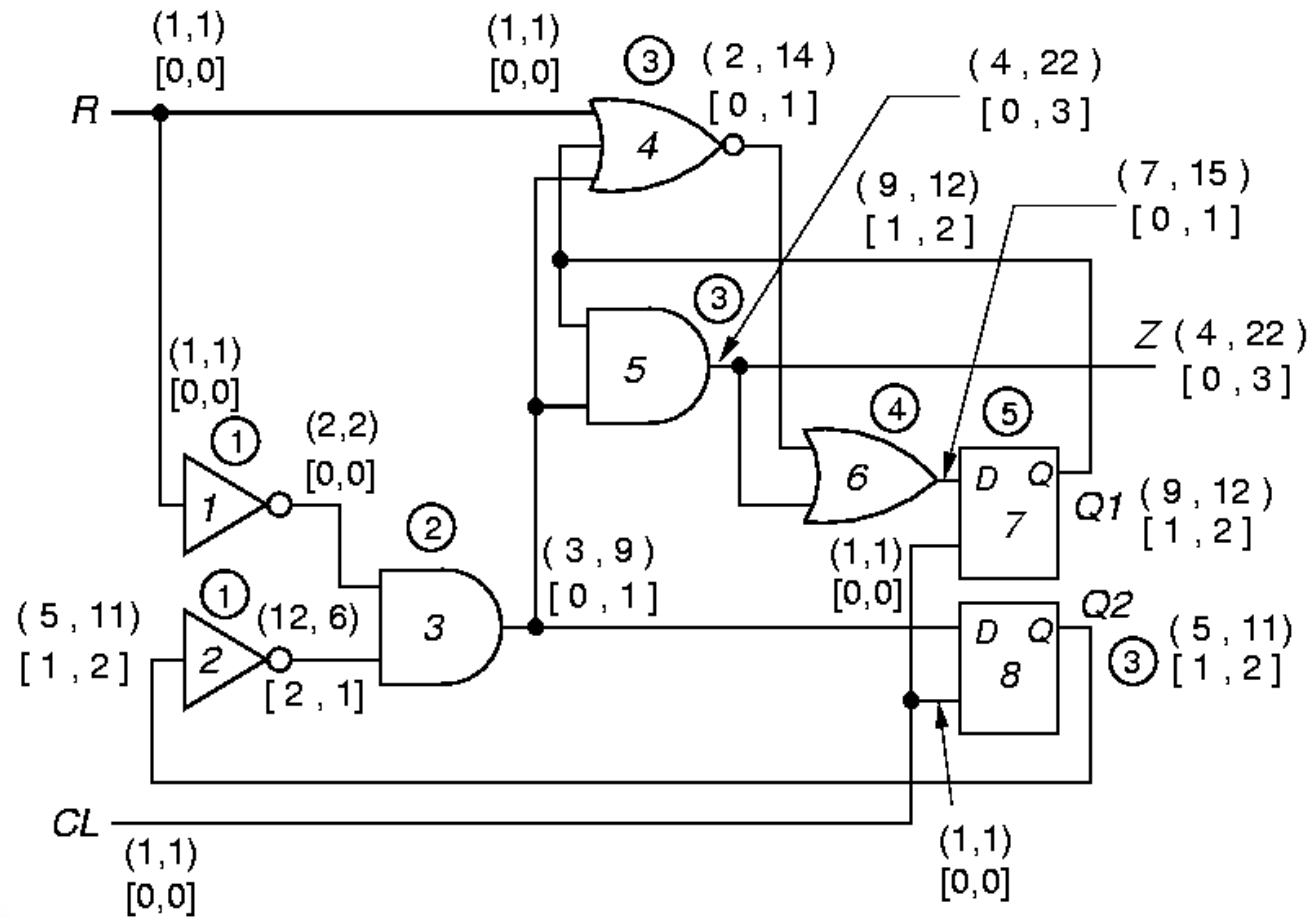 (1,1)
[0,0]
(1,1)
[0,0]
3
( 2 , 14 )
[ 0 , 1 ]
( 4 , 22 )
[ 0 , 3 ]
R
4
( 9 , 12)
[ 1 , 2 ]
( 7 , 15 )
[ 0 , 1 ]
3
5
Z ( 4 , 22 )
[ 0 , 3 ]
(1,1)
[0,0]
1
(2,2)
[0,0]
1
4
6
5
D Q
7
Q1 ( 9 , 12 )
[ 1 , 2 ]
2
3
( 3 , 9 )
[ 0 , 1 ]
(1,1)
[0,0]
( 5 , 11)
[ 1 , 2 ]
1
2
(12, 6)
[ 2 , 1]
D Q
8
Q2
3
( 5 , 11)
[ 1 , 2 ]
CL
(1,1)
[0,0]
(1,1)
[0,0]